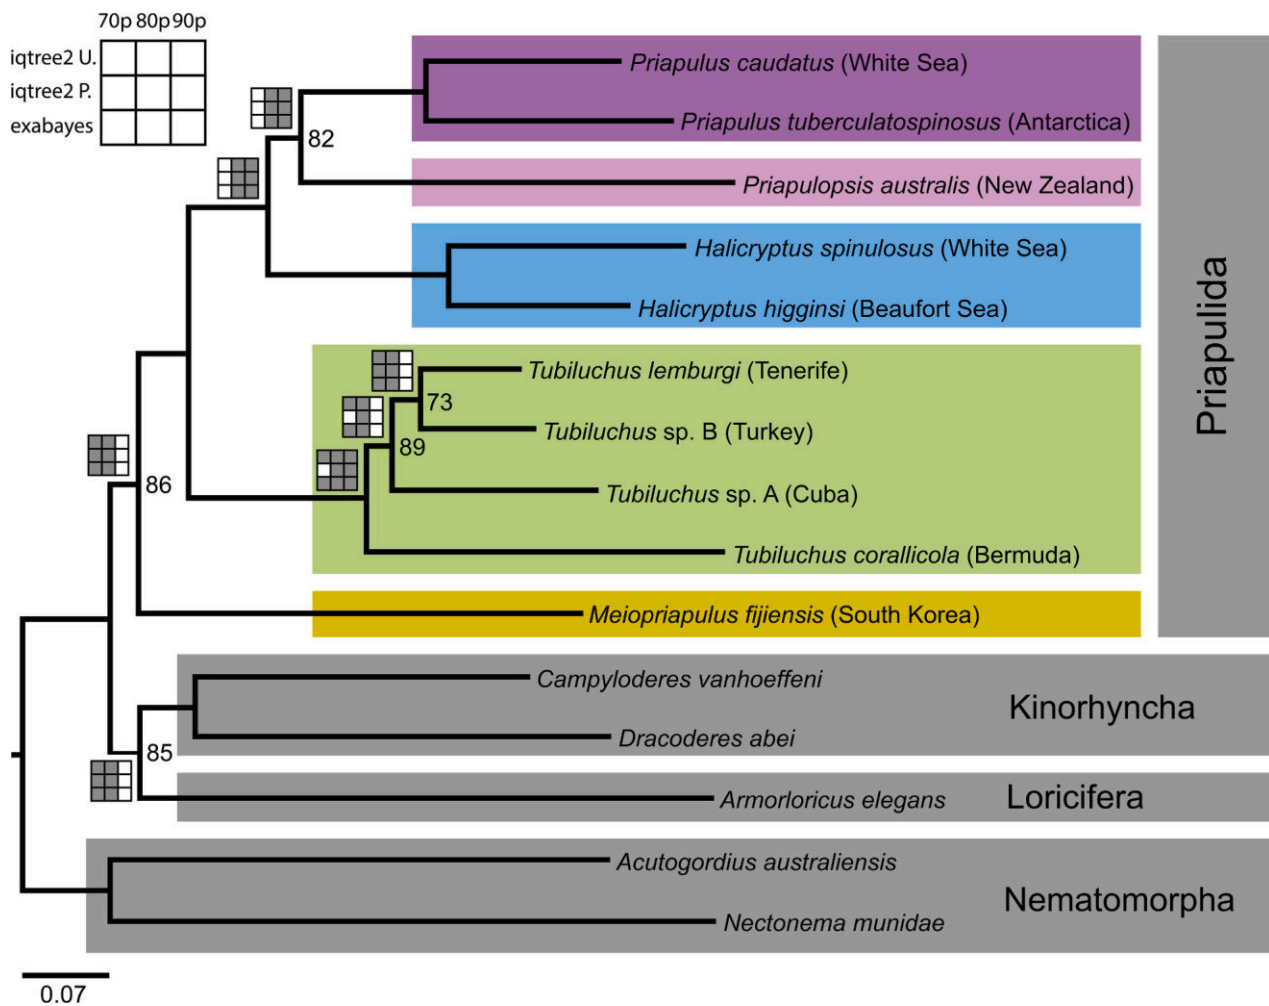 70p 80p 90p
iqtree2 U.
iqtree2 P.
exabayes
Priapulus caudatus (White Sea)
Priapulus tuberculatospinosus (Antarctica)
82
Priapulopsis australis (New Zealand)
Halicryptus spinulosus (White Sea)
Halicryptus higginsi (Beaufort Sea)
Priapulida
Tubiluchus lemburgi (Tenerife)
73
Tubiluchus sp. B (Turkey)
89
86
Tubiluchus sp. A (Cuba)
Tubiluchus corallicola (Bermuda)
Meiopriapulus fijiensis (South Korea)
Campyloderes vanhoeffeni
Kinorhyncha
Dracoderes abei
85
Armorloricus elegans
Loricifera
Acutogordius australiensis
Nematomorpha
Nectonema munidae
0.07